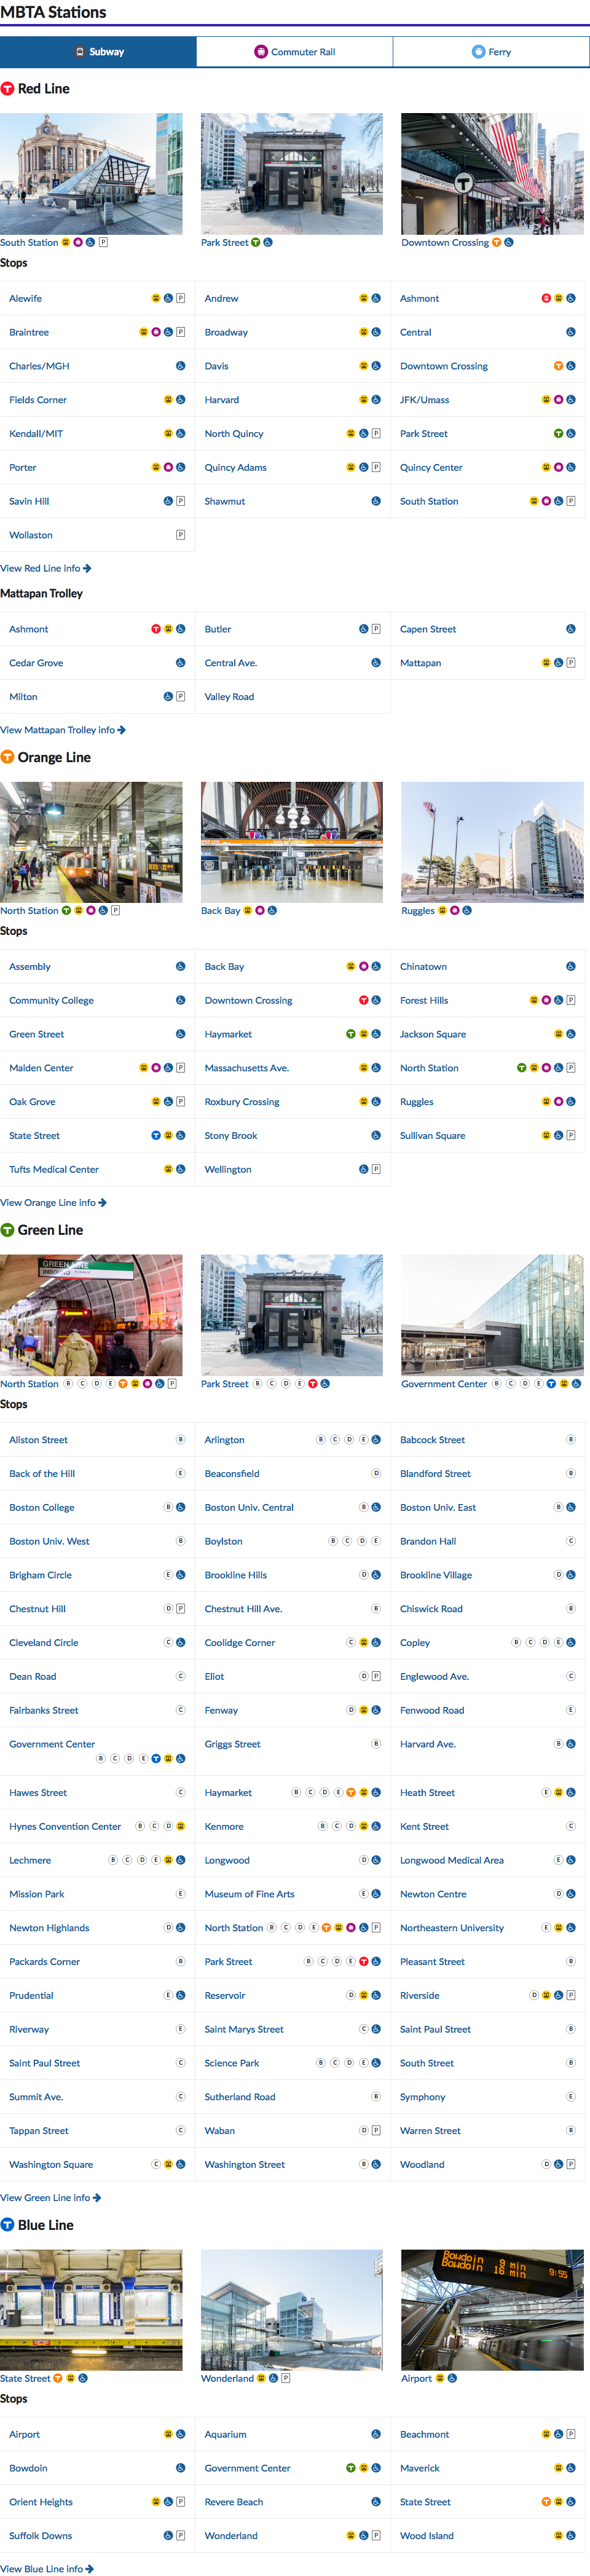 MBTA Stations
Subway
Commuter Rail
Ferry
T Red Line
South Station P
Park Street T
Downtown Crossing T
Stops
Alewife P
Andrew
Ashmont
Braintree P
Broadway
Central
Charles/MGH
Davis
Downtown Crossing T
Fields Corner
Harvard
JFK/Umass
Kendall/MIT
North Quincy P
Park Street T
Porter
Quincy Adams P
Quincy Center
Savin Hill P
Shawmut
South Station P
Wollaston P
View Red Line info
Mattapan Trolley
Ashmont T
Butler P
Capen Street
Cedar Grove
Central Ave.
Mattapan P
Milton P
Valley Road
View Mattapan Trolley info
T Orange Line
North Station T P
Back Bay
Ruggles
Stops
Assembly
Back Bay
Chinatown
Community College
Downtown Crossing T
Forest Hills P
Green Street
Haymarket T
Jackson Square
Malden Center P
Massachusetts Ave.
North Station T P
Oak Grove P
Roxbury Crossing
Ruggles
State Street T
Stony Brook
Sullivan Square P
Tufts Medical Center
Wellington P
View Orange Line info
T Green Line
GREEN LINE
INBOUND
North Station B C D E T P
Park Street B C D E T
Government Center B C D E T
Stops
Allston Street B
Arlington B C D E
Babcock Street B
Back of the Hill E
Beaconsfield D
Blandford Street B
Boston College B
Boston Univ. Central B
Boston Univ. East B
Boston Univ. West B
Boylston B C D E
Brandon Hall C
Brigham Circle E
Brookline Hills D
Brookline Village D
Chestnut Hill D P
Chestnut Hill Ave. B
Chiswick Road B
Cleveland Circle C
Coolidge Corner C
Copley B C D E
Dean Road C
Eliot D P
Englewood Ave. C
Fairbanks Street C
Fenway D
Fenwood Road E
Government Center
B C D E T
Griggs Street B
Harvard Ave. B
Hawes Street C
Haymarket B C D E T
Heath Street E
Hynes Convention Center B C D
Kenmore B C D
Kent Street C
Lechmere B C D E
Longwood D
Longwood Medical Area E
Mission Park E
Museum of Fine Arts E
Newton Centre D
Newton Highlands D
North Station B C D E T P
Northeastern University E
Packards Corner B
Park Street B C D E T
Pleasant Street B
Prudential E
Reservoir D
Riverside D P
Riverway E
Saint Marys Street C
Saint Paul Street B
Saint Paul Street C
Science Park B C D E
South Street B
Summit Ave. C
Sutherland Road B
Symphony E
Tappan Street C
Waban D P
Warren Street B
Washington Square C
Washington Street B
Woodland D P
View Green Line info
T Blue Line
Bowdoin 9 min
Bowdoin 16 min
9:55
State Street T
Wonderland P
Airport
Stops
Airport
Aquarium
Beachmont P
Bowdoin
Government Center T
Maverick
Orient Heights P
Revere Beach
State Street T
Suffolk Downs P
Wonderland P
Wood Island
View Blue Line info